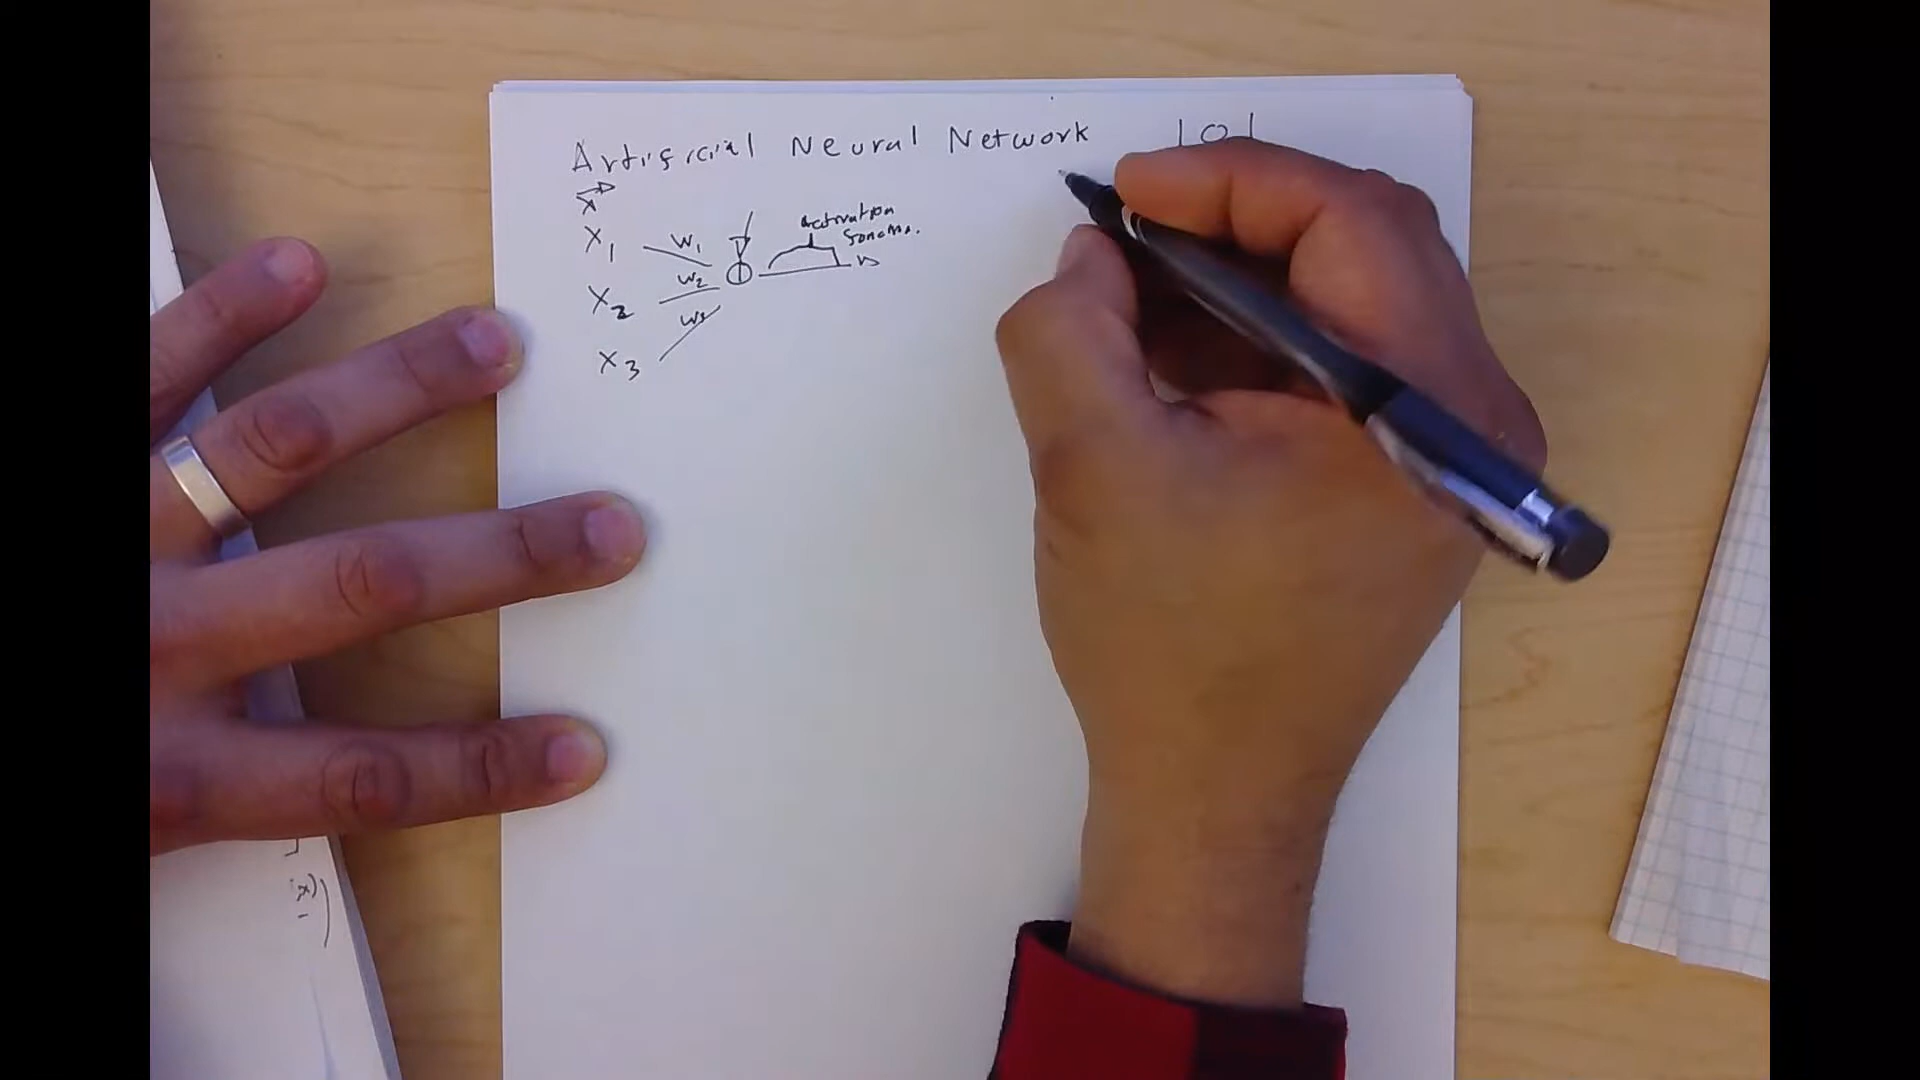 Artificial Neural Network 101
x
x1 w1 activation
w2
x2 w3
x3
x)